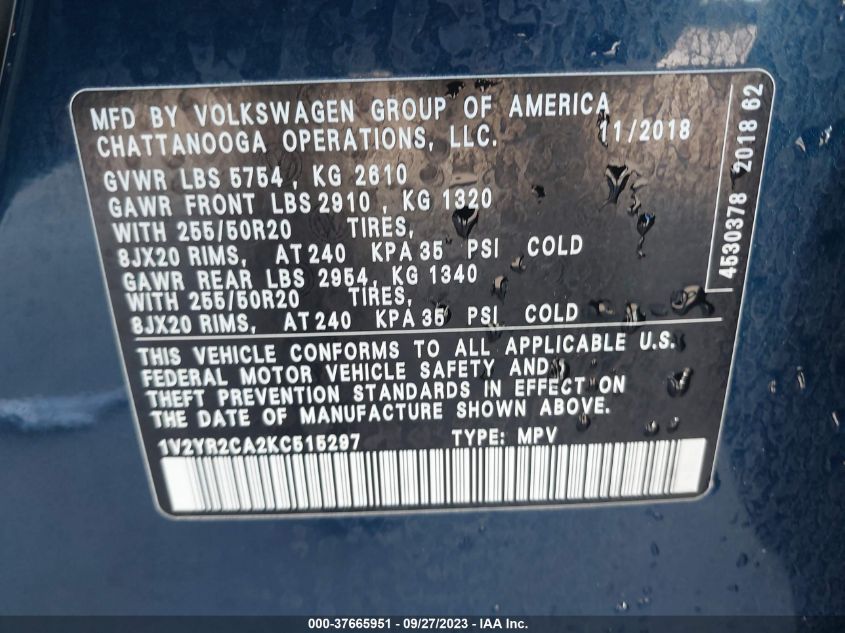 MFD BY VOLKSWAGEN GROUP OF AMERICA
CHATTANOOGA OPERATIONS, LLC. 11/2018
GVWR LBS 5754, KG 2610
GAWR FRONT LBS 2910, KG 1320
WITH 255/50R20 TIRES,
8JX20 RIMS, AT 240 KPA 35 PSI COLD
GAWR REAR LBS 2954, KG 1340
WITH 255/50R20 TIRES,
8JX20 RIMS, AT 240 KPA 35 PSI COLD
4530378 2018 62
THIS VEHICLE CONFORMS TO ALL APPLICABLE U.S.
FEDERAL MOTOR VEHICLE SAFETY AND
THEFT PREVENTION STANDARDS IN EFFECT ON
THE DATE OF MANUFACTURE SHOWN ABOVE.
1V2YR2CA2KC515297 TYPE: MPV
000-37665951 - 09/27/2023 - IAA Inc.